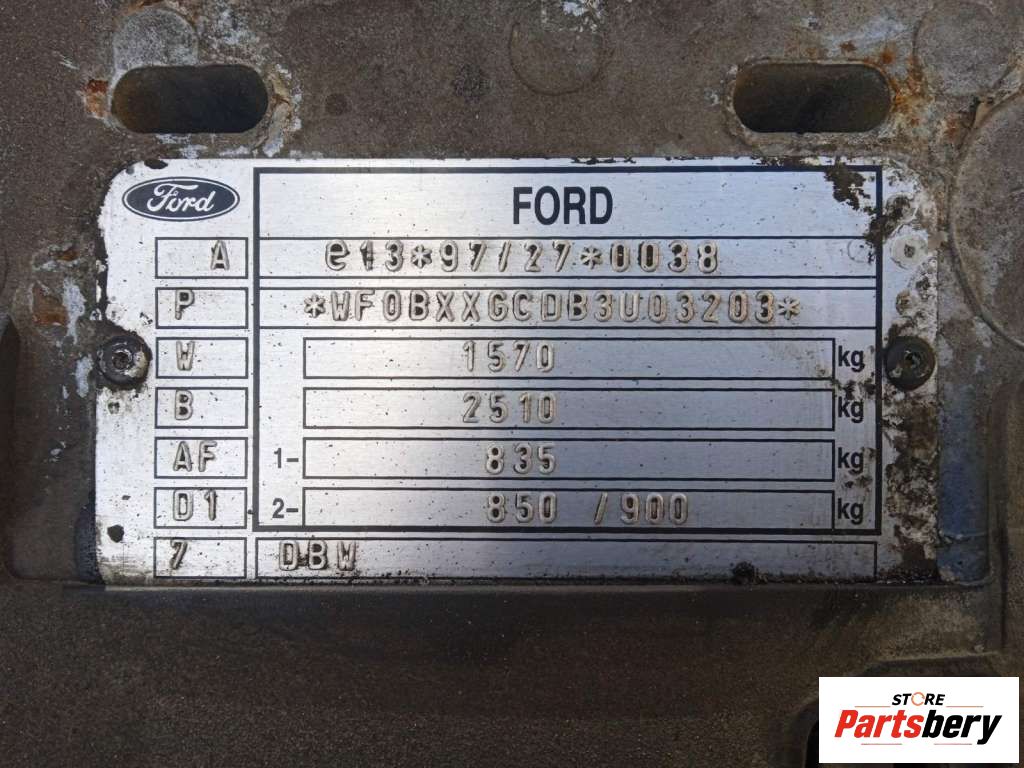 Ford
FORD
A e13*97/27*0038
P *WF0BXXGCDB3U03203*
W 1570 kg
B 2510 kg
AF 1- 835 kg
D1 2- 850 /900 kg
7 DBW
STORE
Partsbery